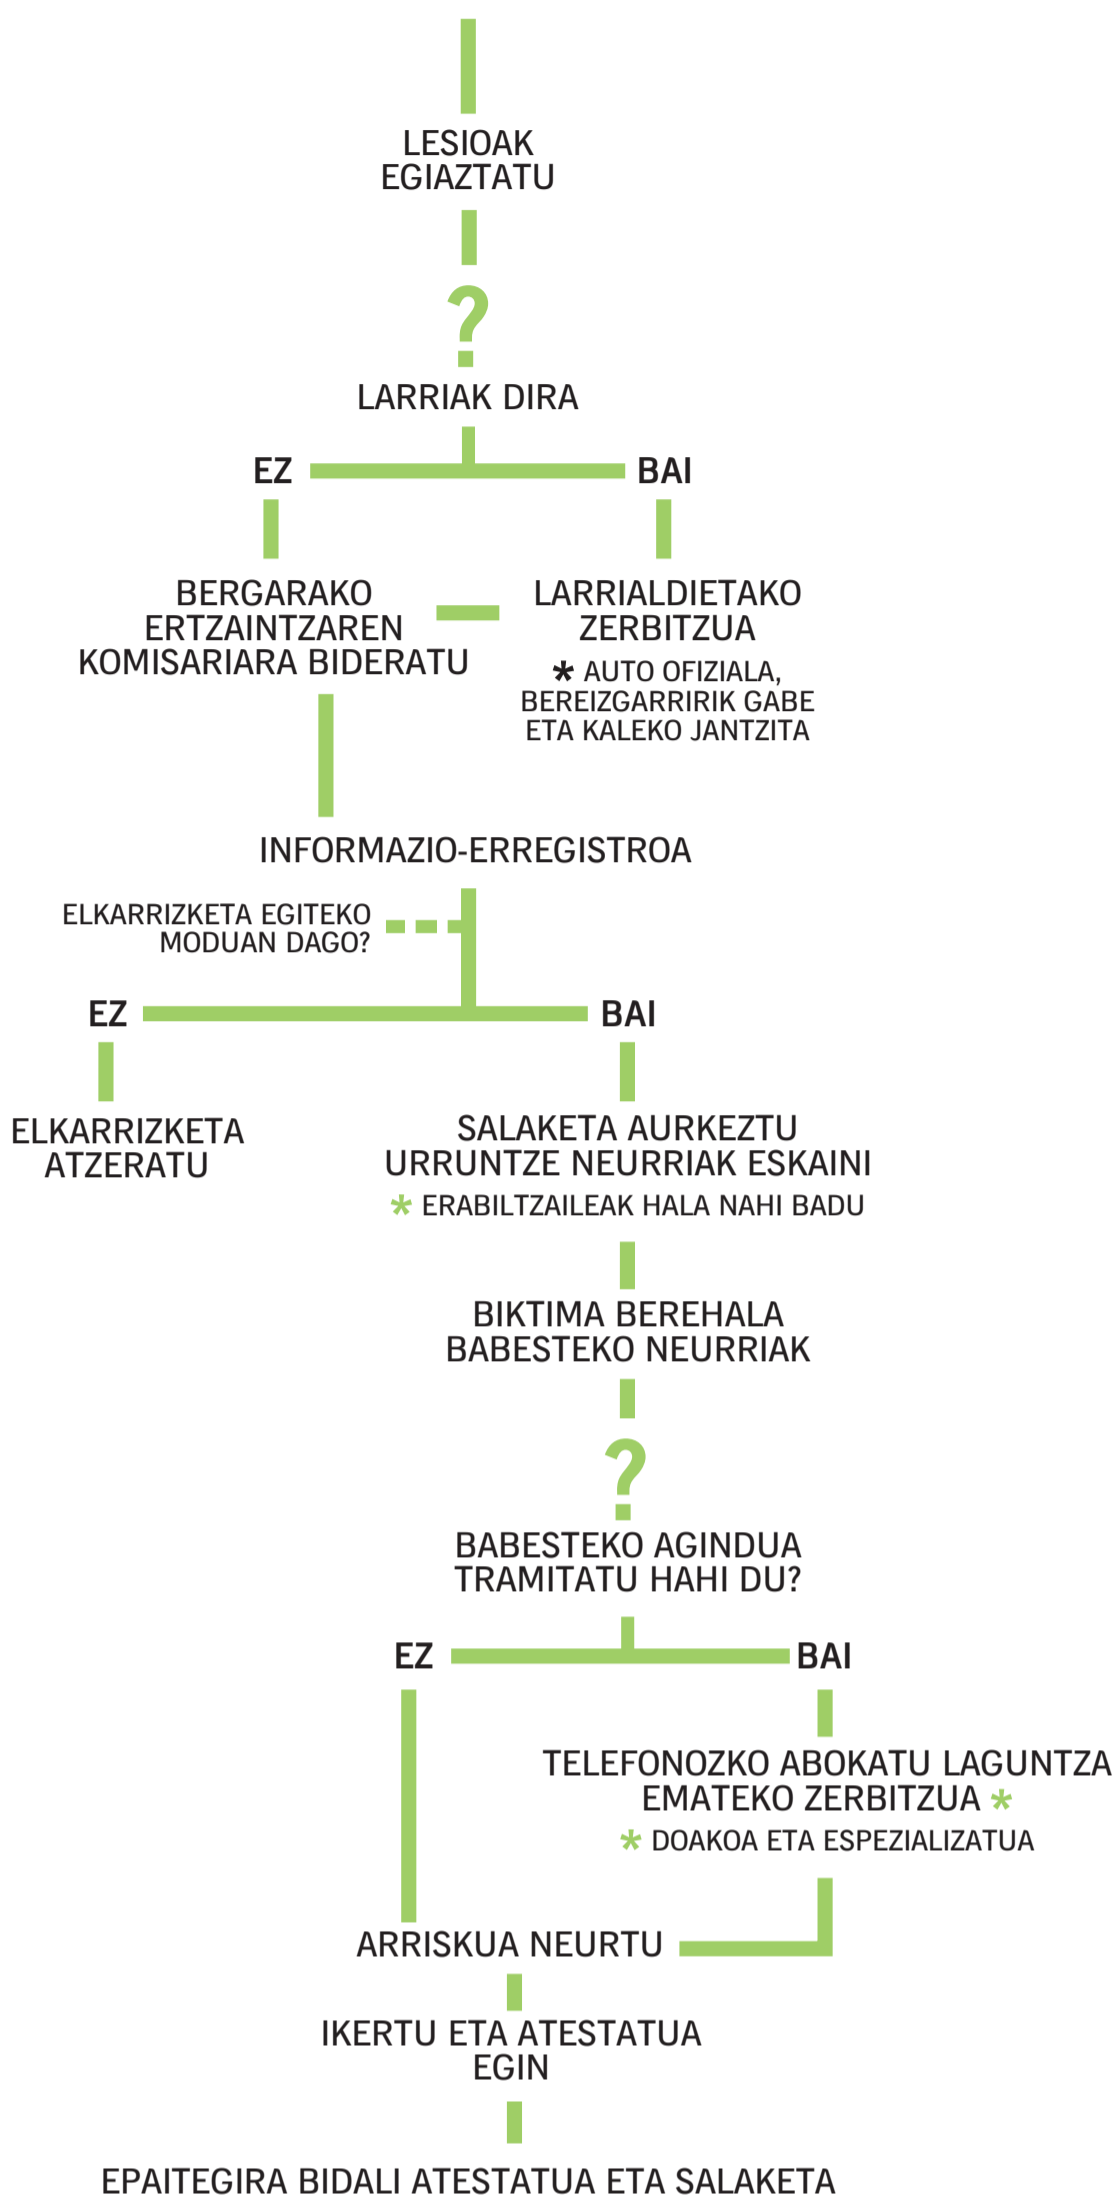 LESIOAK
EGIAZTATU
?
LARRIAK DIRA
EZ
BAI
BERGARAKO
ERTZAINTZAREN
KOMISARIARA BIDERATU
LARRIALDIETAKO
ZERBITZUA
* AUTO OFIZIALA,
BEREIZGARRIRIK GABE
ETA KALEKO JANTZITA
INFORMAZIO-ERREGISTROA
ELKARRIZKETA EGITEKO
MODUAN DAGO?
EZ
BAI
ELKARRIZKETA
ATZERATU
SALAKETA AURKEZTU
URRUNTZE NEURRIAK ESKAINI
* ERABILTZAILEAK HALA NAHI BADU
BIKTIMA BEREHALA
BABESTEKO NEURRIAK
?
BABESTEKO AGINDUA
TRAMITATU HAHI DU?
EZ
BAI
TELEFONOZKO ABOKATU LAGUNTZA
EMATEKO ZERBITZUA *
* DOAKOA ETA ESPEZIALIZATUA
ARRISKUA NEURTU
IKERTU ETA ATESTATUA
EGIN
EPAITEGIRA BIDALI ATESTATUA ETA SALAKETA